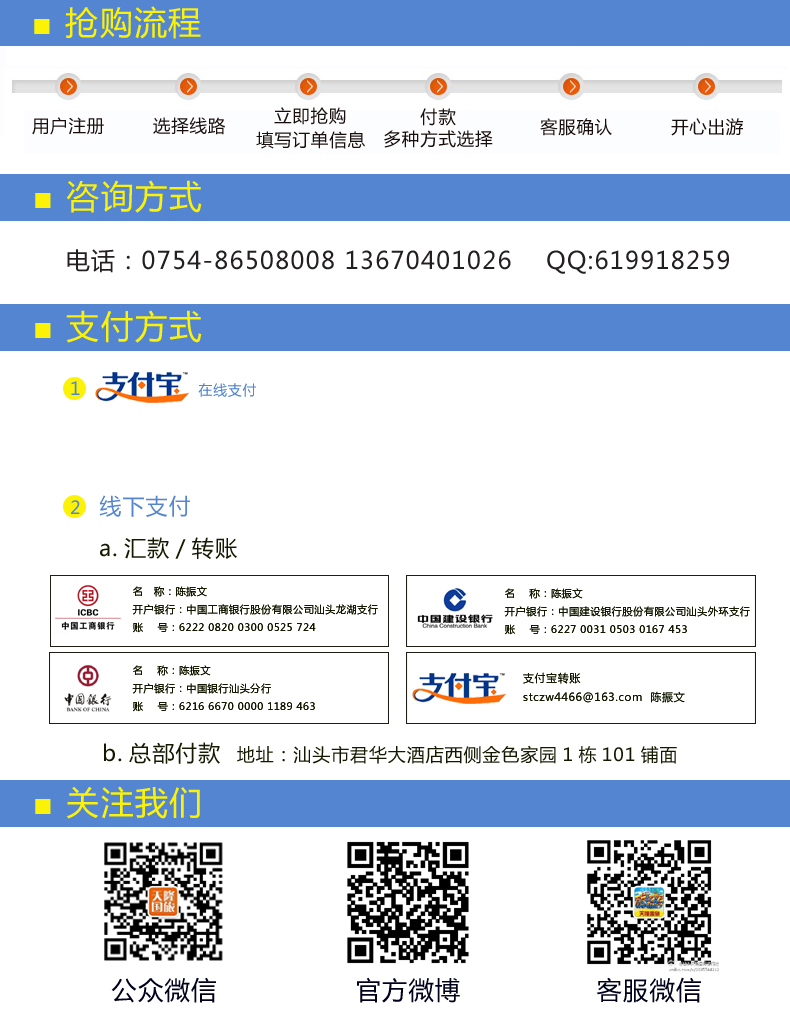 抢购流程
用户注册
选择线路
立即抢购
填写订单信息
付款
多种方式选择
客服确认
开心出游
咨询方式
电话：0754-86508008 13670401026 QQ:619918259
支付方式
1 支付宝™ 在线支付
2 线下支付
a. 汇款 / 转账
ICBC
中国工商银行
名 称：陈振文
开户银行：中国工商银行股份有限公司汕头龙湖支行
账 号：6222 0820 0300 0525 724
中国建设银行
China Construction Bank
名 称：陈振文
开户银行：中国建设银行股份有限公司汕头外环支行
账 号：6227 0031 0503 0167 453
中国银行
BANK OF CHINA
名 称：陈振文
开户银行：中国银行汕头分行
账 号：6216 6670 0000 1189 463
支付宝™
支付宝转账
stczw4466@163.com 陈振文
b. 总部付款 地址：汕头市君华大酒店西侧金色家园 1 栋 101 铺面
关注我们
天隆
国旅
公众微信
官方微博
客服微信